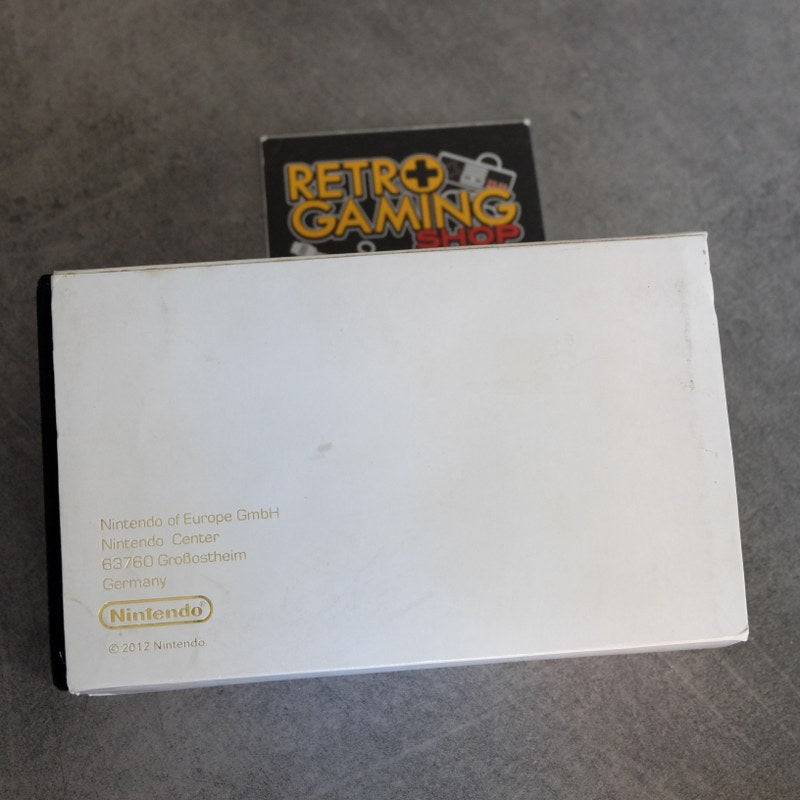 RETRO
GAMING
SHOP
Nintendo of Europe GmbH
Nintendo Center
63760 Großostheim
Germany
Nintendo®
© 2012 Nintendo